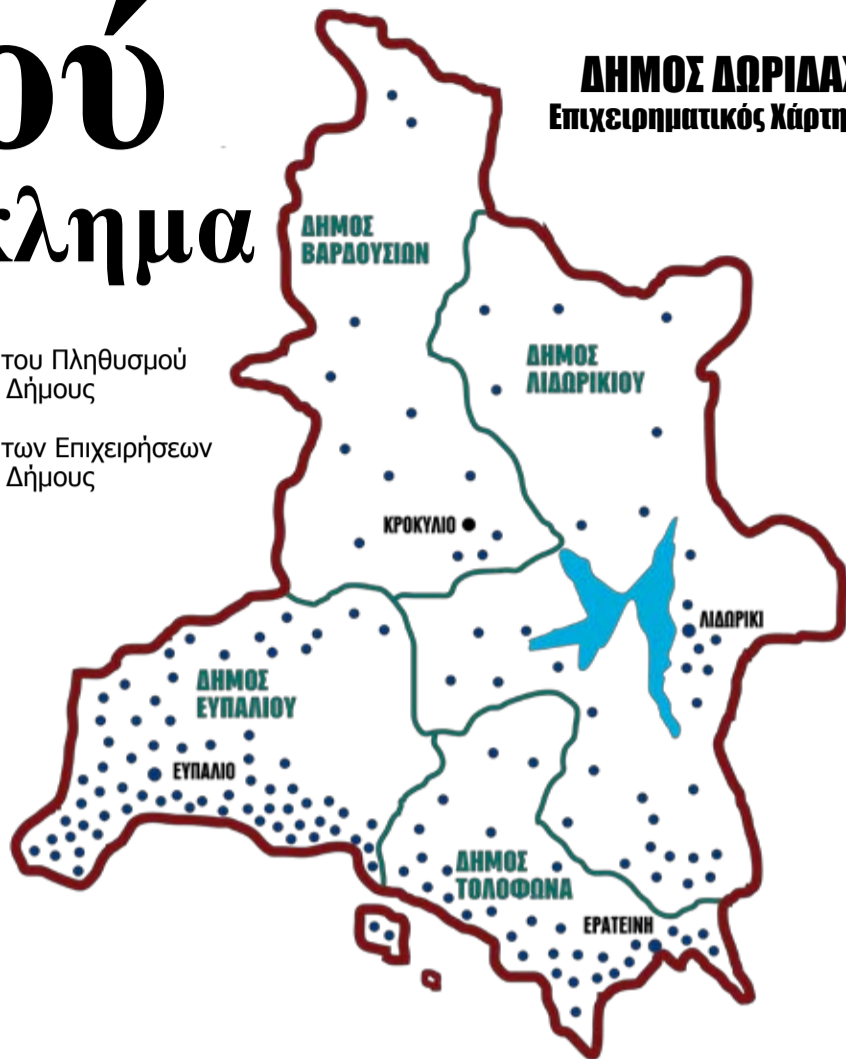 ού
κλημα
ΔΗΜΟΣ ΔΩΡΙΔΑΣ
Επιχειρηματικός Χάρτη
του Πληθυσμού
Δήμους
των Επιχειρήσεων
Δήμους
ΔΗΜΟΣ
ΒΑΡΔΟΥΣΙΩΝ
ΔΗΜΟΣ
ΛΙΔΩΡΙΚΙΟΥ
ΚΡΟΚΥΛΙΟ
ΛΙΔΩΡΙΚΙ
ΔΗΜΟΣ
ΕΥΠΑΛΙΟΥ
ΕΥΠΑΛΙΟ
ΔΗΜΟΣ
ΤΟΛΟΦΩΝΑ
ΕΡΑΤΕΙΝΗ